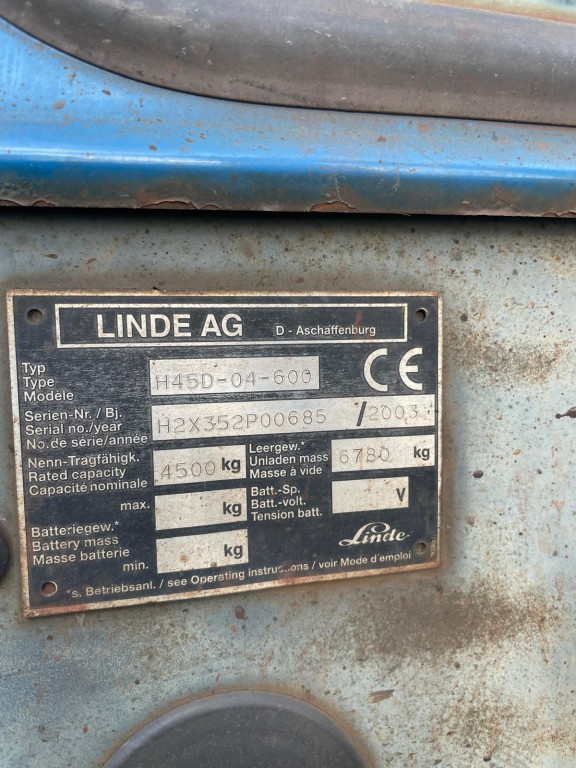 LINDE AG D - Aschaffenburg
Typ
Type
Modèle
H45D-04-600
CE
Serien-Nr. / Bj.
Serial no./year
No.de série/année
H2X352P00685 / 2003
Nenn-Tragfähigk.
Rated capacity
Capacité nominale
4500 kg
Leergew.*
Unladen mass
Masse à vide
6780 kg
max. kg
Batteriegew.*
Battery mass
Masse batterie
min. kg
Batt.-Sp.
Batt.-volt.
Tension batt.
V
Linde
*s. Betriebsanl. / see Operating instructions / voir Mode d'emploi